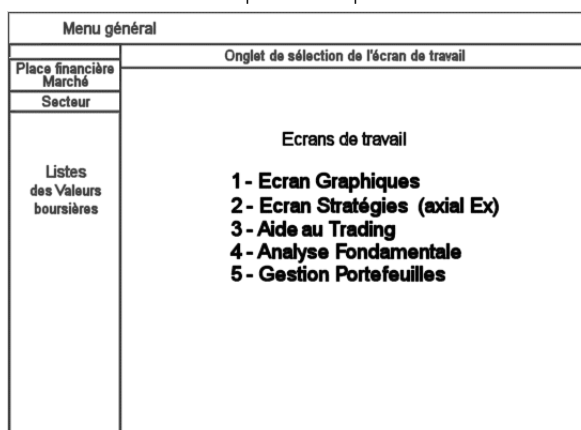 Menu général
Onglet de sélection de l'écran de travail
Place financière
Marché
Secteur
Listes
des Valeurs
boursières
Ecrans de travail
1 - Ecran Graphiques
2 - Ecran Stratégies (axial Ex)
3 - Aide au Trading
4 - Analyse Fondamentale
5 - Gestion Portefeuilles